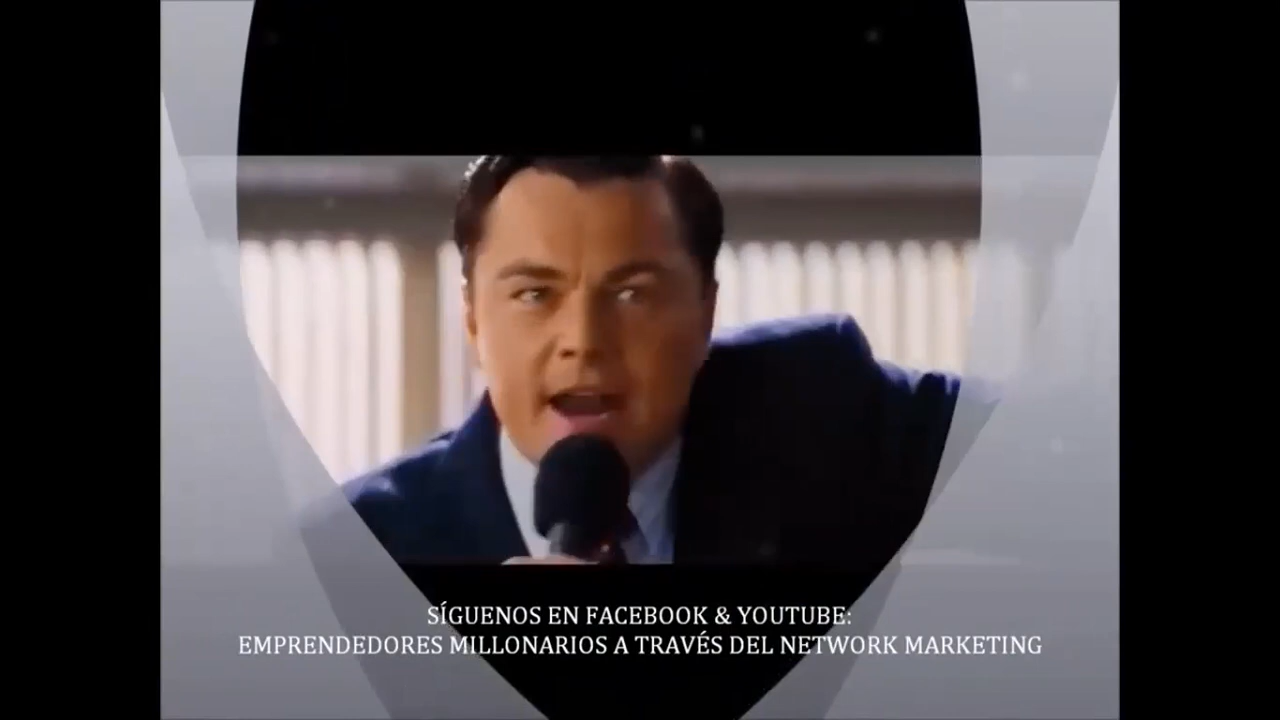 SÍGUENOS EN FACEBOOK & YOUTUBE:
EMPRENDEDORES MILLONARIOS A TRAVÉS DEL NETWORK MARKETING